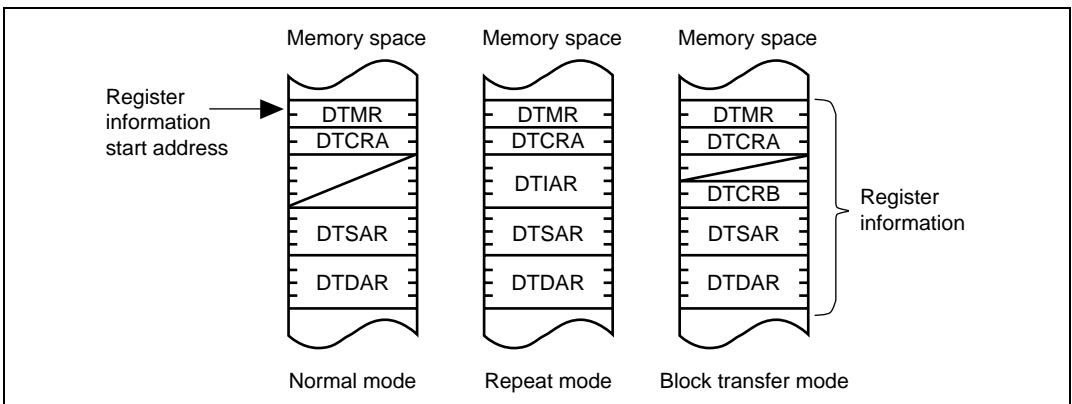 Memory space Memory space Memory space
Register
information
start address
DTMR DTMR DTMR
DTCRA DTCRA DTCRA
DTIAR
DTCRB
DTSAR DTSAR DTSAR
DTDAR DTDAR DTDAR
Register
information
Normal mode Repeat mode Block transfer mode